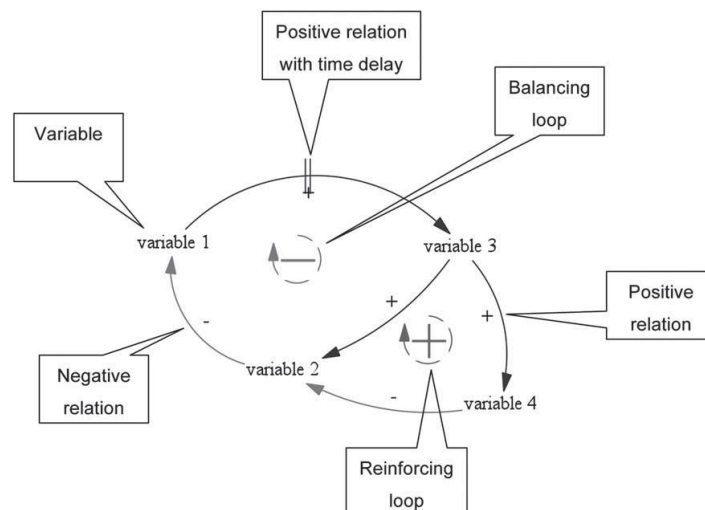 Positive relation
with time delay
Balancing
loop
Variable
+
variable 1
variable 3
+
-
+
Positive
relation
variable 2
Negative
relation
-
variable 4
Reinforcing
loop